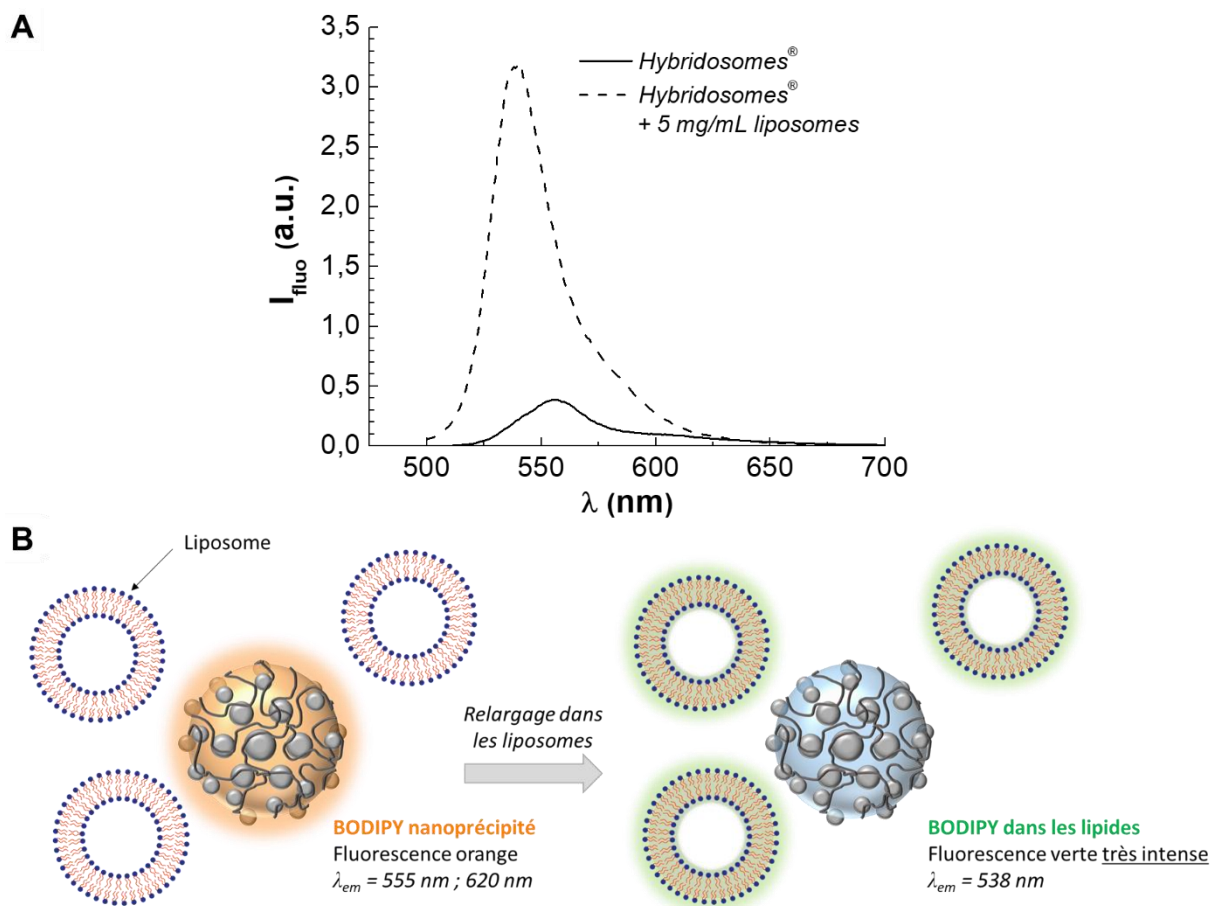 A
I_fluo (a.u.)
3,5
3,0
2,5
2,0
1,5
1,0
0,5
0,0
Hybridosomes®
Hybridosomes®
+ 5 mg/mL liposomes
500 550 600 650 700
λ (nm)
B
Liposome
Relargage dans
les liposomes
BODIPY nanoprécipité
Fluorescence orange
λem = 555 nm ; 620 nm
BODIPY dans les lipides
Fluorescence verte très intense
λem = 538 nm